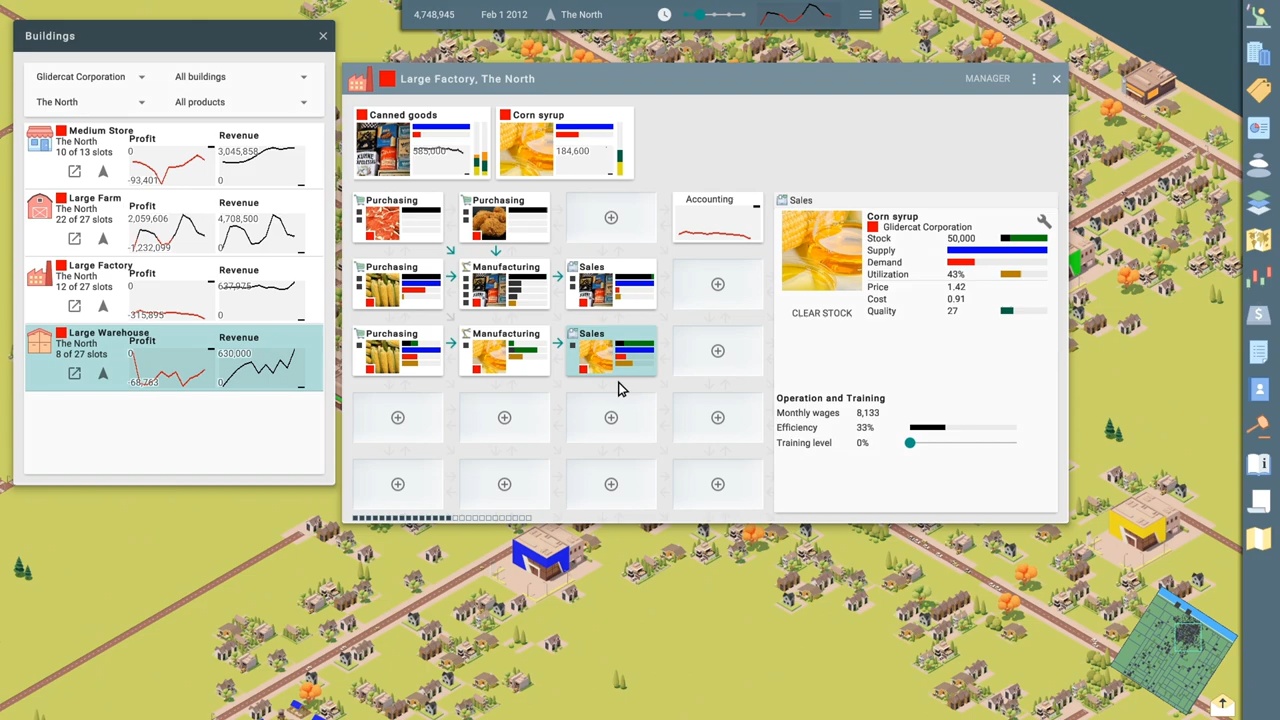 4,748,945 Feb 1 2012 The North
Buildings
Glidercat Corporation All buildings
The North All products
Medium Store
The North
10 of 13 slots
Profit
0
-93,401
Revenue
3,045,858
0
Large Farm
The North
22 of 27 slots
Profit
2,059,606
-1,232,099
Revenue
4,708,500
0
Large Factory
The North
12 of 27 slots
Profit
0
-315,895
Revenue
637,975
0
Large Warehouse
The North
8 of 27 slots
Profit
0
-68,763
Revenue
630,000
0
Large Factory, The North MANAGER
Canned goods
585,000
Corn syrup
184,600
Purchasing
Purchasing
Accounting
Purchasing
Manufacturing
Sales
Purchasing
Manufacturing
Sales
Sales
Corn syrup
Glidercat Corporation
Stock 50,000
Supply
Demand
Utilization 43%
Price 1.42
Cost 0.91
Quality 27
CLEAR STOCK
Operation and Training
Monthly wages 8,133
Efficiency 33%
Training level 0%